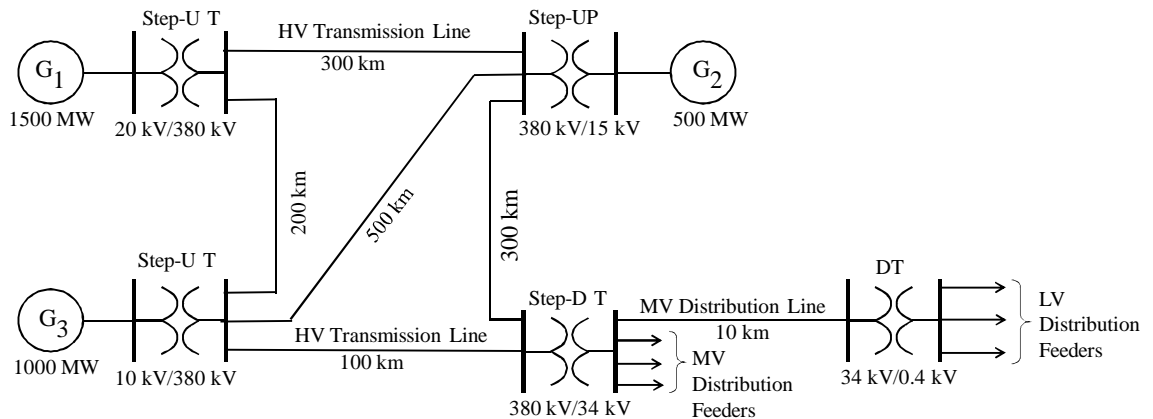 Step-U T
HV Transmission Line
300 km
Step-UP
G1
1500 MW
20 kV/380 kV
380 kV/15 kV
G2
500 MW
200 km
500 km
300 km
Step-U T
G3
1000 MW
10 kV/380 kV
HV Transmission Line
100 km
Step-D T
380 kV/34 kV
MV Distribution Line
10 km
MV
Distribution
Feeders
DT
34 kV/0.4 kV
LV
Distribution
Feeders